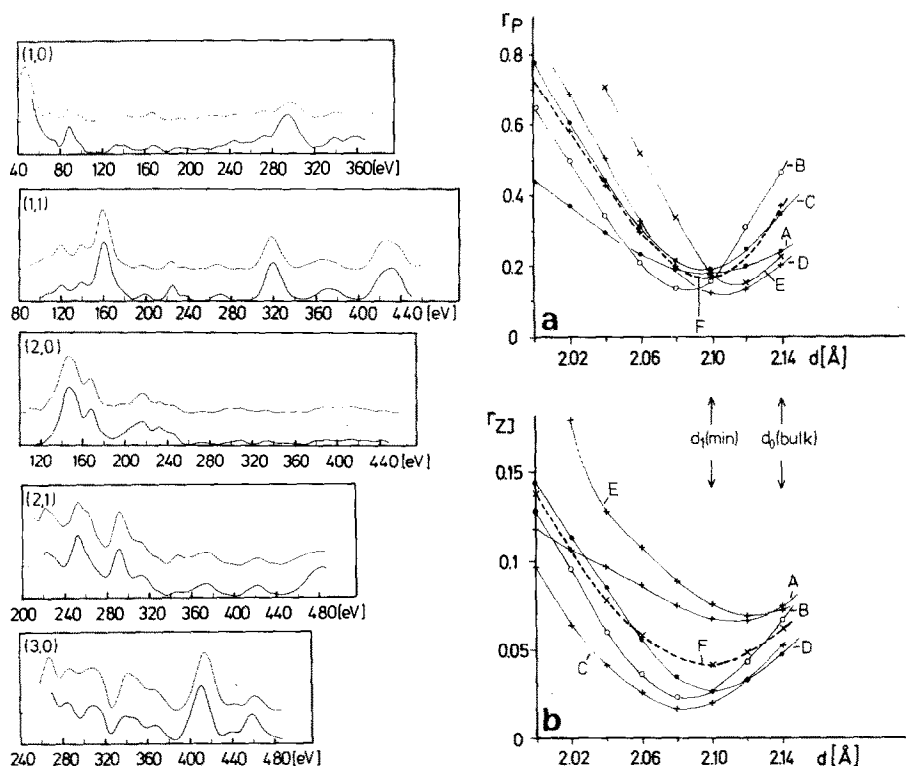 (1,0)
40 80 120 160 200 240 280 320 360[eV]
(1,1)
80 120 160 200 240 280 320 360 400 440[eV]
(2,0)
120 160 200 240 280 320 360 400 440[eV]
(2,1)
200 240 280 320 360 400 440 480[eV]
(3,0)
240 280 320 360 400 440 480[eV]
rP
0.8
0.6
0.4
0.2
0
B
C
A
D
E
F
a
2.02 2.06 2.10 2.14 d[Å]
d1(min) d0(bulk)
rZJ
0.15
0.1
0.05
0
E
A
B
D
F
C
b
2.02 2.06 2.10 2.14 d[Å]